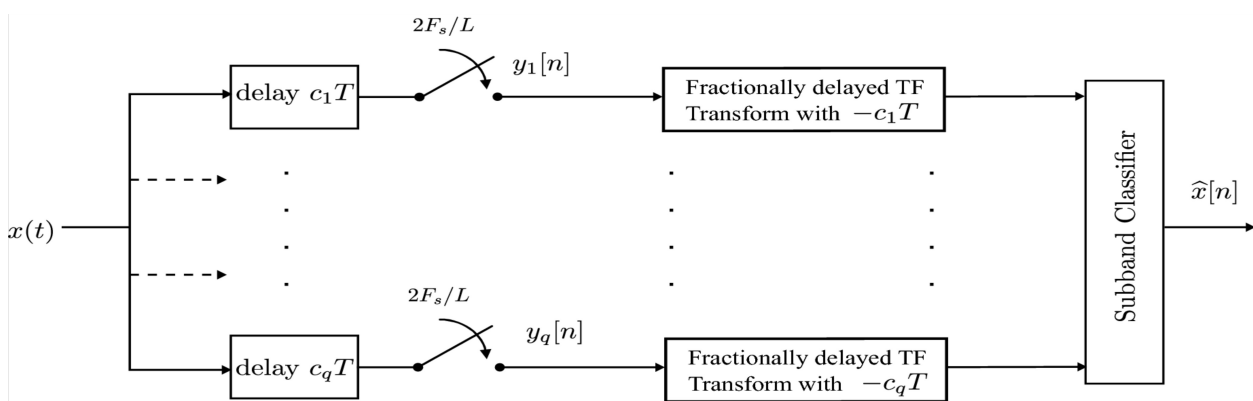 2F_s/L
y_1[n]
delay c_1T
Fractionally delayed TF
Transform with −c_1T
x(t)
Subband Classifier
x̂[n]
2F_s/L
y_q[n]
delay c_qT
Fractionally delayed TF
Transform with −c_qT